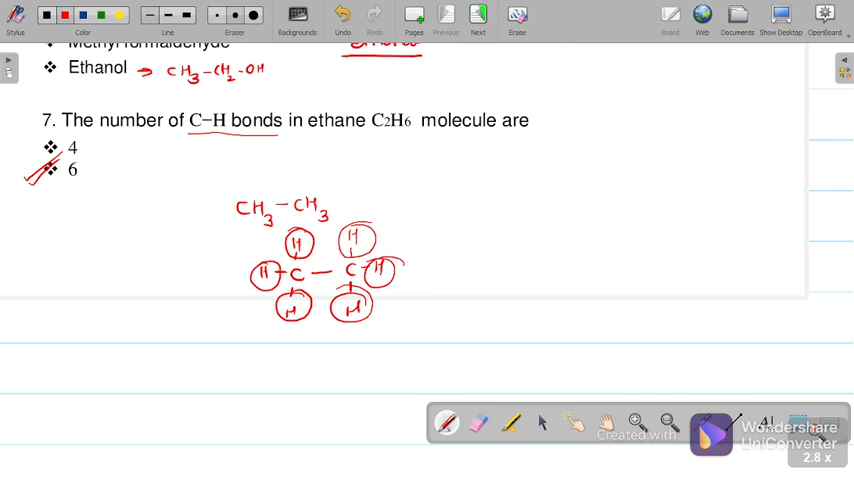 Stylus
Color
Line
Eraser
Backgrounds
Undo
Redo
Pages
Previous
Next
Erase
Board
Web
Documents
Show Desktop
OpenBoard
Methyl formaldehyde
❖ Ethanol → CH3-CH2-OH
7. The number of C−H bonds in ethane C2H6 molecule are
❖ 4
❖ 6
CH3-CH3
H H
H-C-C-H
H H
Created with
Wondershare
UniConverter
2.8 x